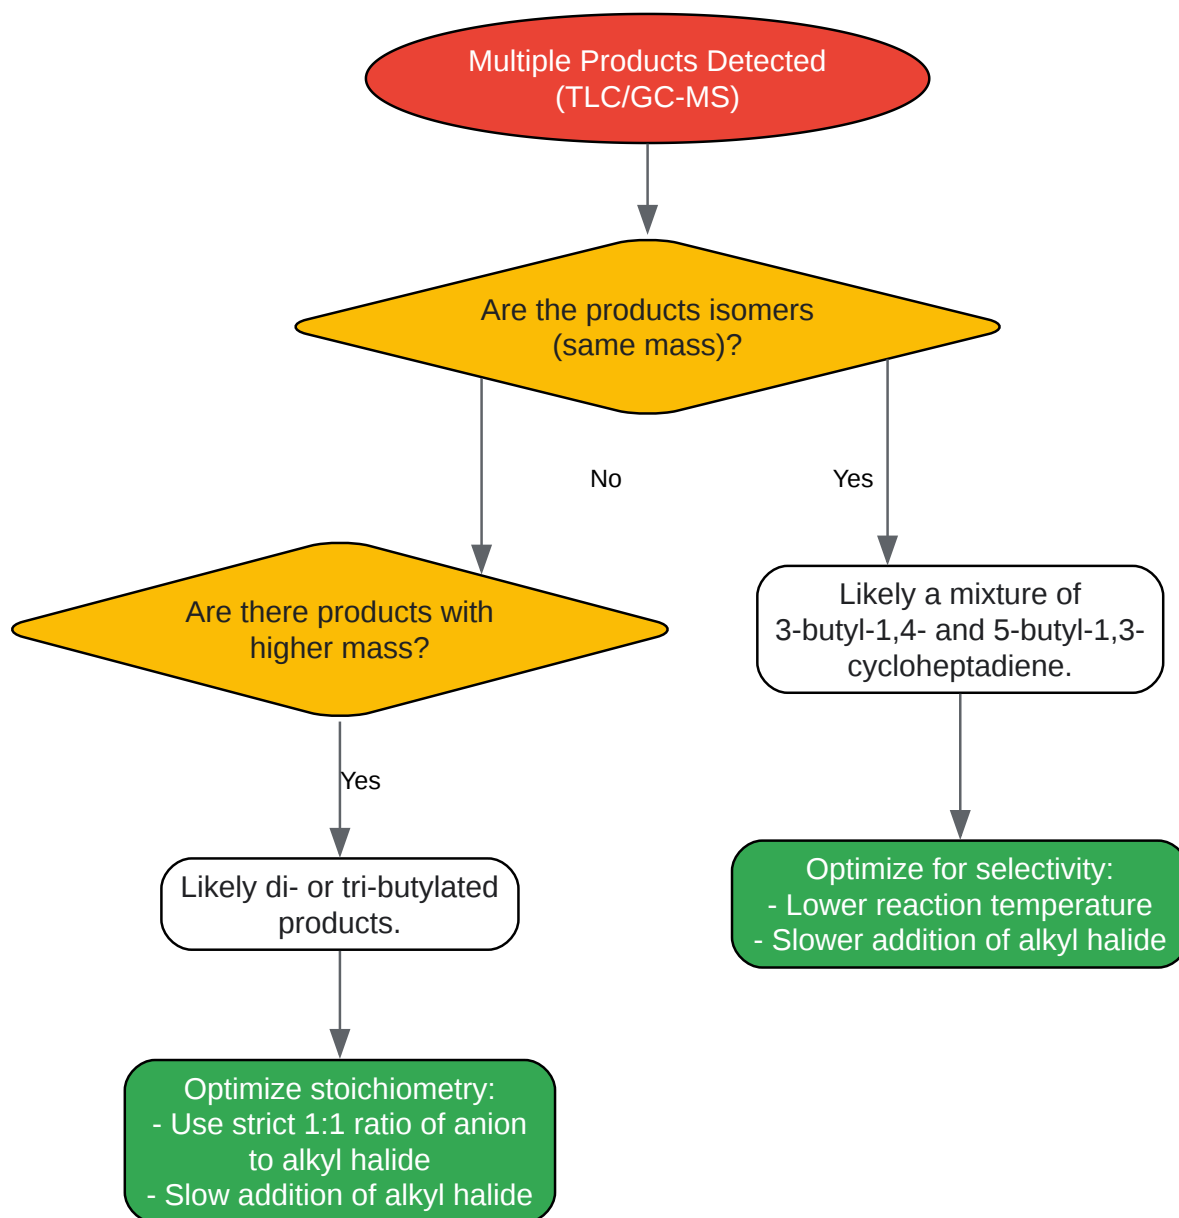 Multiple Products Detected
(TLC/GC-MS)
Are the products isomers
(same mass)?
No
Yes
Are there products with
higher mass?
Likely a mixture of
3-butyl-1,4- and 5-butyl-1,3-
cycloheptadiene.
Yes
Likely di- or tri-butylated
products.
Optimize for selectivity:
- Lower reaction temperature
- Slower addition of alkyl halide
Optimize stoichiometry:
- Use strict 1:1 ratio of anion
to alkyl halide
- Slow addition of alkyl halide